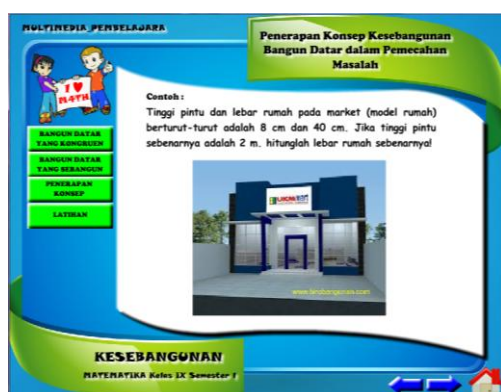 MULTIMEDIA PEMBELAJARA
Penerapan Konsep Kesebangunan
Bangun Datar dalam Pemecahan
Masalah
I ♥
MATH
Contoh :
Tinggi pintu dan lebar rumah pada market (model rumah)
berturut-turut adalah 8 cm dan 40 cm. Jika tinggi pintu
sebenarnya adalah 2 m. hitunglah lebar rumah sebenarnya!
BANGUN DATAR
YANG KONGRUEN
BANGUN DATAR
YANG SEBANGUN
PENERAPAN
KONSEP
LATIHAN
KESEBANGUNAN
MATEMATIKA Kelas IX Semester 1